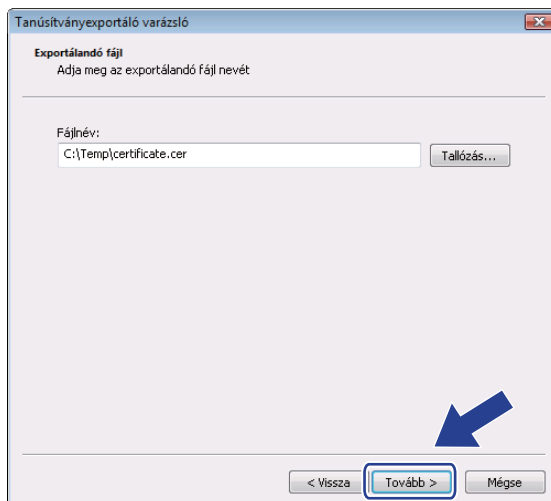 Tanúsítványexportáló varázsló
Exportálandó fájl
Adja meg az exportálandó fájl nevét
Fájlnév:
C:\Temp\certificate.cer
Tallózás...
< Vissza
Tovább >
Mégse